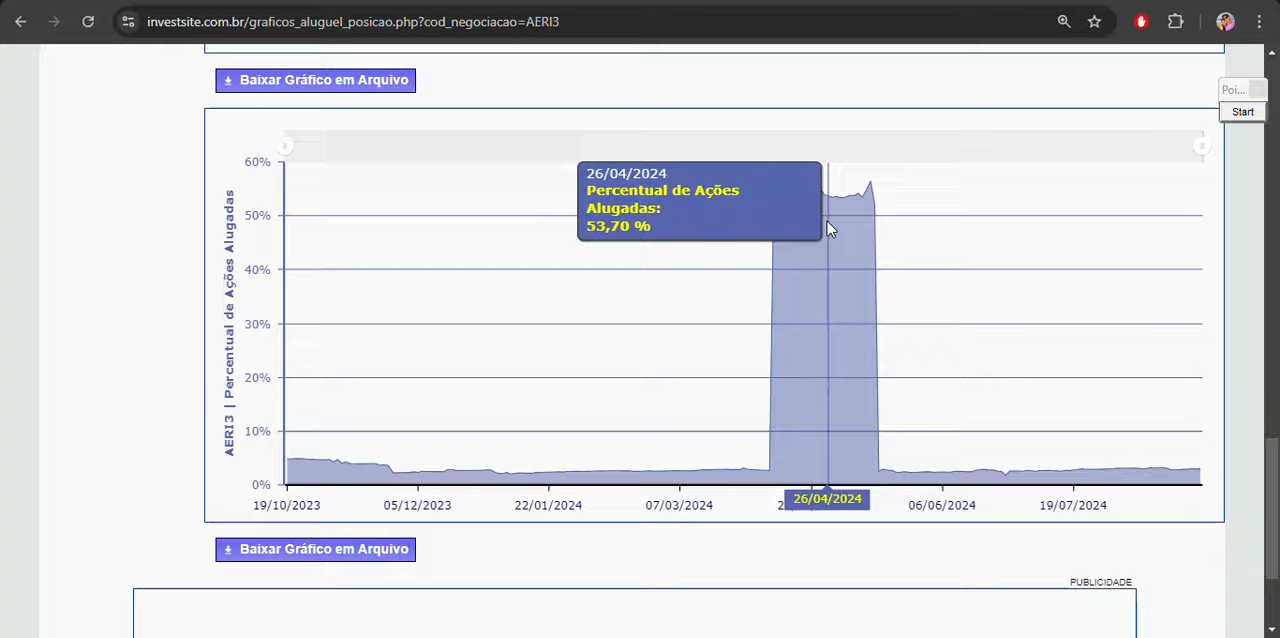 investsite.com.br/graficos_aluguel_posicao.php?cod_negociacao=AERI3
Baixar Gráfico em Arquivo
Poi...
Start
60%
26/04/2024
Percentual de Ações
Alugadas:
53,70 %
50%
40%
30%
20%
10%
0%
AERI3 | Percentual de Ações Alugadas
26/04/2024
19/10/2023
05/12/2023
22/01/2024
07/03/2024
06/06/2024
19/07/2024
Baixar Gráfico em Arquivo
PUBLICIDADE